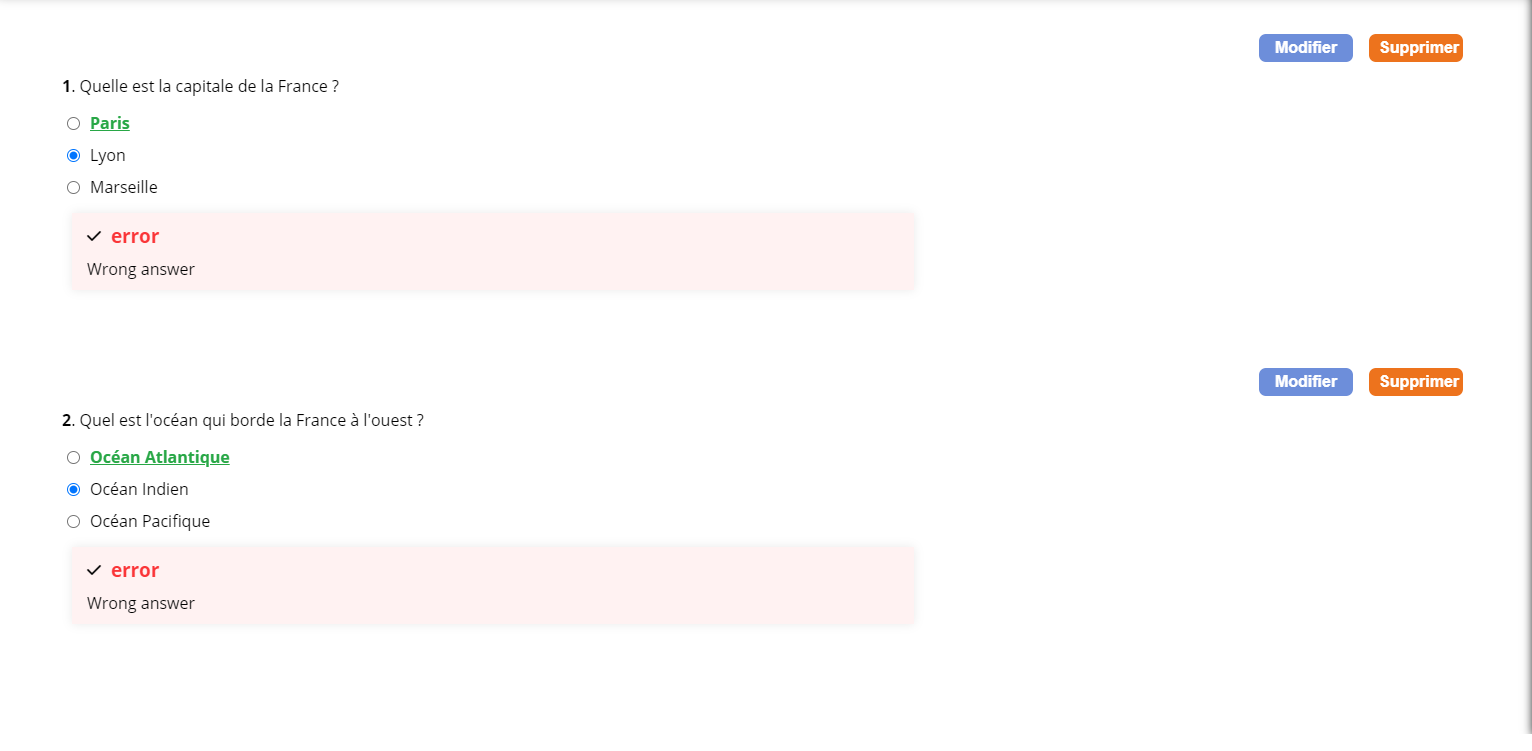 Modifier Supprimer
1. Quelle est la capitale de la France ?
Paris
Lyon
Marseille
error
Wrong answer
Modifier Supprimer
2. Quel est l'océan qui borde la France à l'ouest ?
Océan Atlantique
Océan Indien
Océan Pacifique
error
Wrong answer